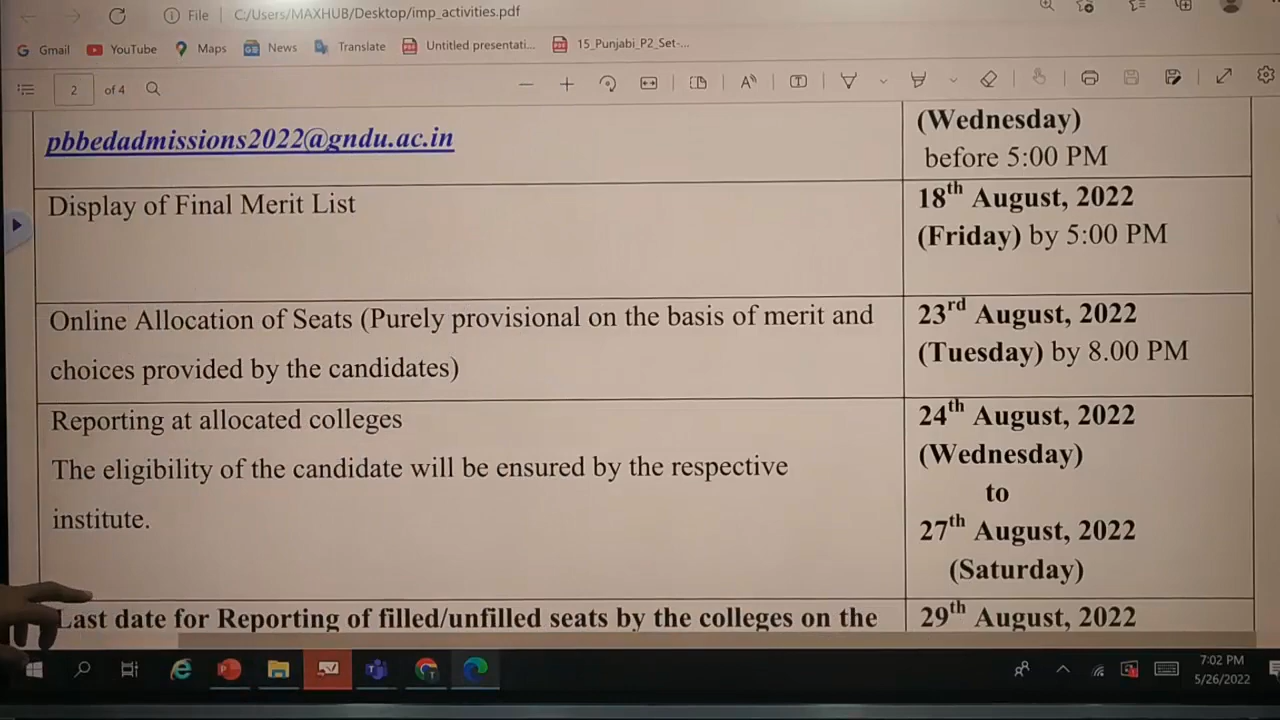 File | C:/Users/MAXHUB/Desktop/imp_activities.pdf
Gmail YouTube Maps News Translate Untitled presentati... 15_Punjabi_P2_Set-...
2 of 4
pbbedadmissions2022@gndu.ac.in
(Wednesday)
before 5:00 PM
Display of Final Merit List
18th August, 2022
(Friday) by 5:00 PM
Online Allocation of Seats (Purely provisional on the basis of merit and
choices provided by the candidates)
23rd August, 2022
(Tuesday) by 8.00 PM
Reporting at allocated colleges
The eligibility of the candidate will be ensured by the respective
institute.
24th August, 2022
(Wednesday)
to
27th August, 2022
(Saturday)
Last date for Reporting of filled/unfilled seats by the colleges on the
29th August, 2022
7:02 PM
5/26/2022